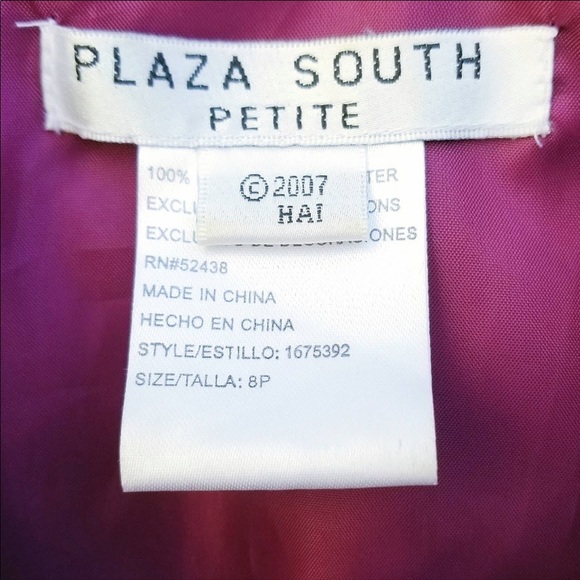 PLAZA SOUTH
PETITE
© 2007
HAI
100%
RN#52438
MADE IN CHINA
HECHO EN CHINA
STYLE/ESTILLO: 1675392
SIZE/TALLA: 8P